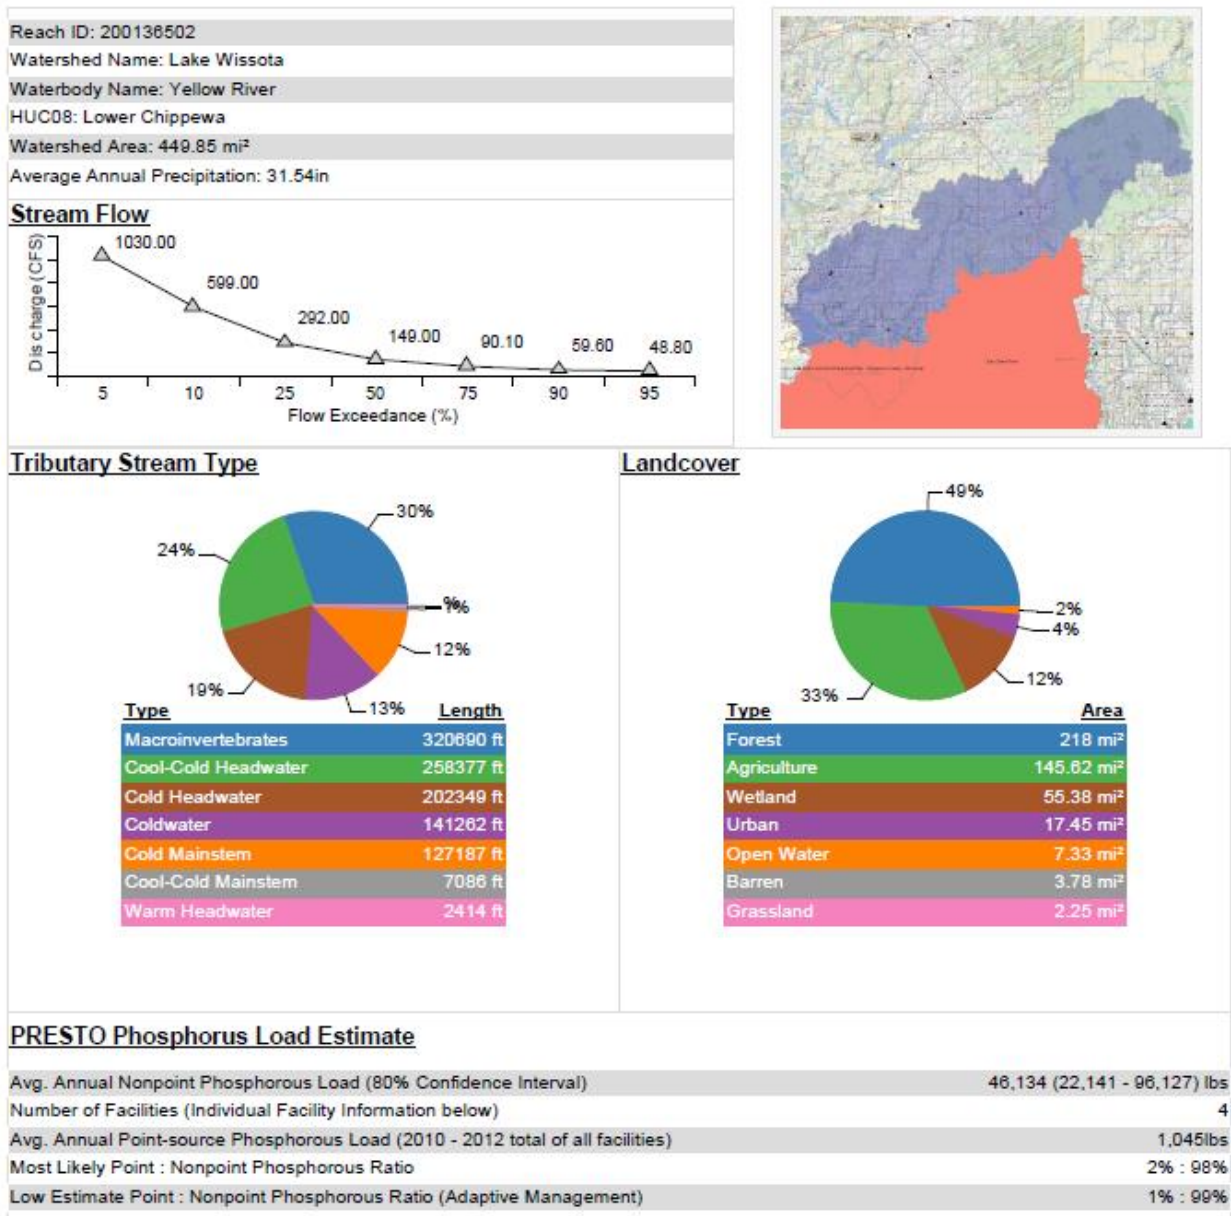 Reach ID: 200136502
Watershed Name: Lake Wissota
Waterbody Name: Yellow River
HUC08: Lower Chippewa
Watershed Area: 449.85 mi²
Average Annual Precipitation: 31.54in
Stream Flow
Discharge (CFS)
1030.00
599.00
292.00
149.00
90.10
59.60
48.80
5 10 25 50 75 90 95
Flow Exceedance (%)
Tributary Stream Type
30%
24%
12%
19%
13%
Type Length
Macroinvertebrates 320690 ft
Cool-Cold Headwater 258377 ft
Cold Headwater 202349 ft
Coldwater 141262 ft
Cold Mainstem 127187 ft
Cool-Cold Mainstem 7086 ft
Warm Headwater 2414 ft
Landcover
49%
2%
4%
12%
33%
Type Area
Forest 218 mi²
Agriculture 145.62 mi²
Wetland 55.38 mi²
Urban 17.45 mi²
Open Water 7.33 mi²
Barren 3.78 mi²
Grassland 2.25 mi²
PRESTO Phosphorus Load Estimate
Avg. Annual Nonpoint Phosphorous Load (80% Confidence Interval) 46,134 (22,141 - 96,127) lbs
Number of Facilities (Individual Facility Information below) 4
Avg. Annual Point-source Phosphorous Load (2010 - 2012 total of all facilities) 1,045lbs
Most Likely Point : Nonpoint Phosphorous Ratio 2% : 98%
Low Estimate Point : Nonpoint Phosphorous Ratio (Adaptive Management) 1% : 99%